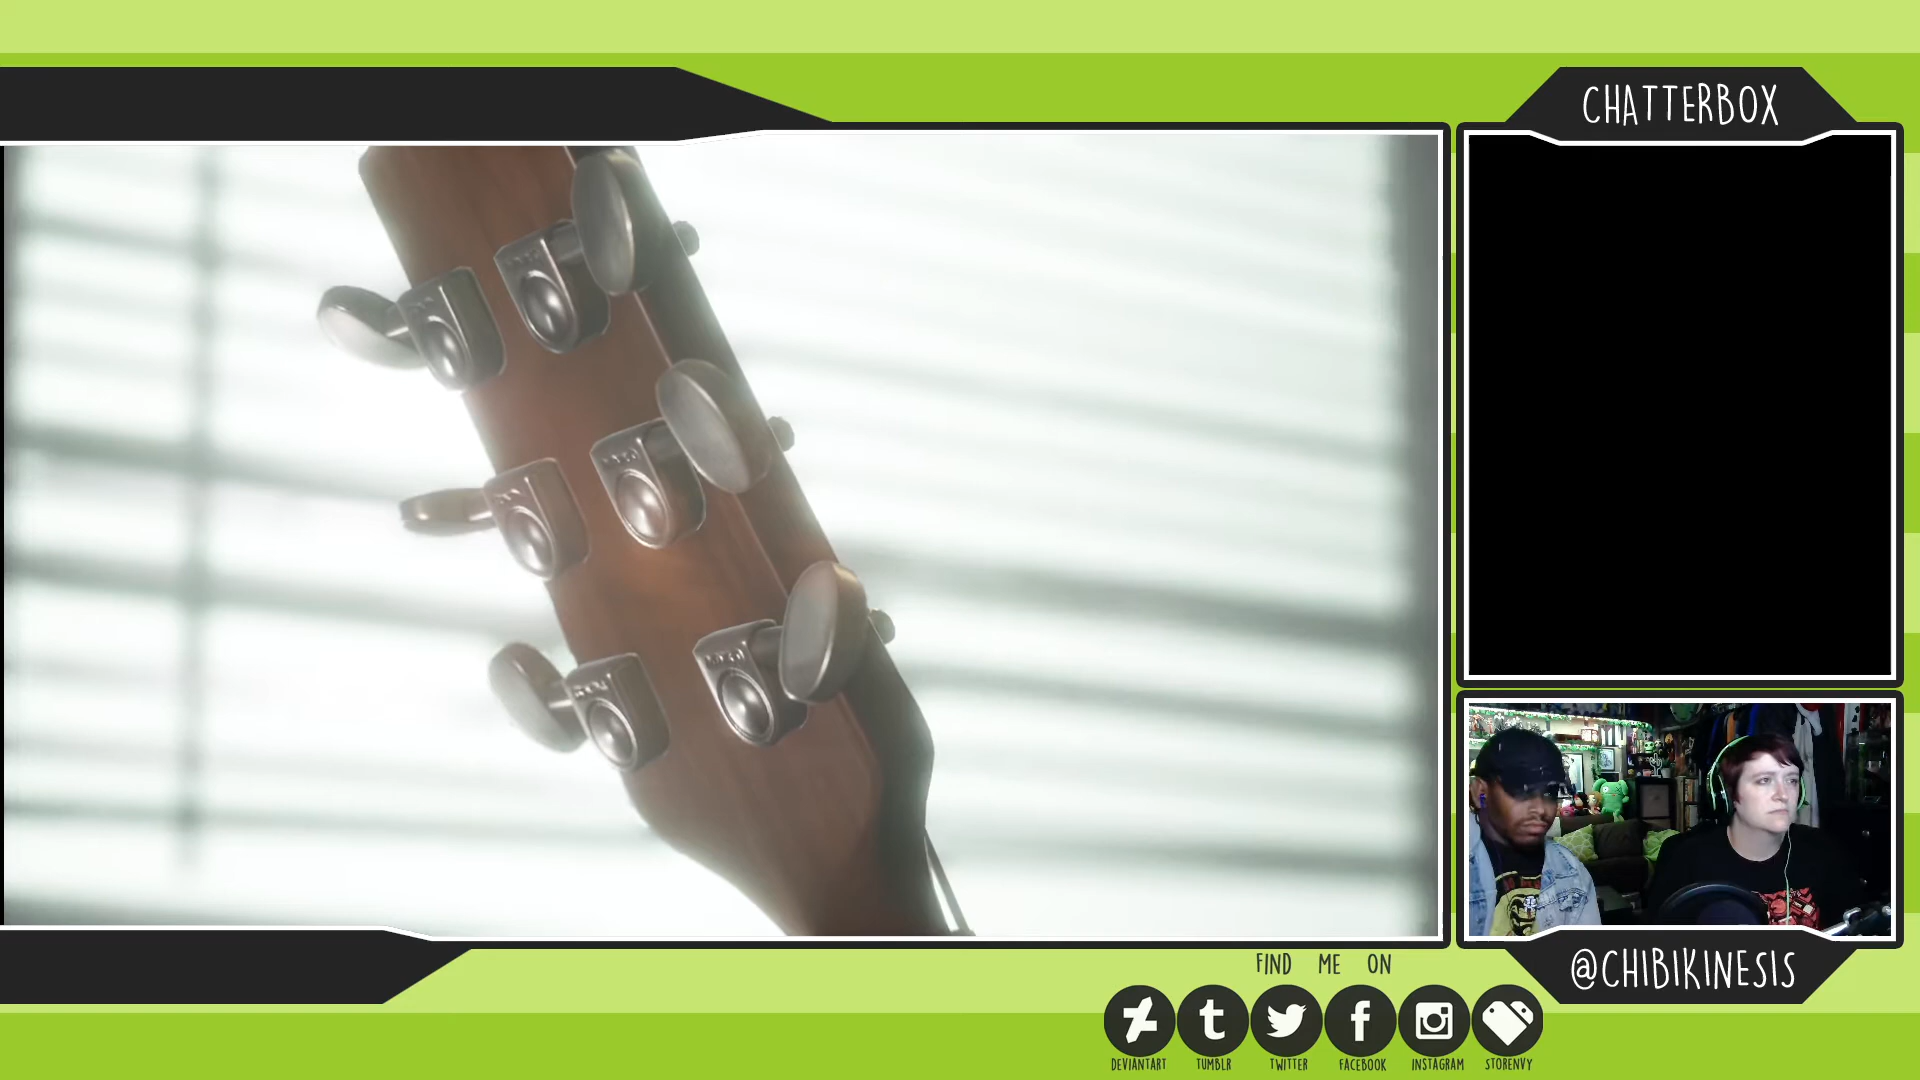 CHATTERBOX
@CHIBIKINESIS
FIND ME ON
DEVIANTART
TUMBLR
TWITTER
FACEBOOK
INSTAGRAM
STORENVY